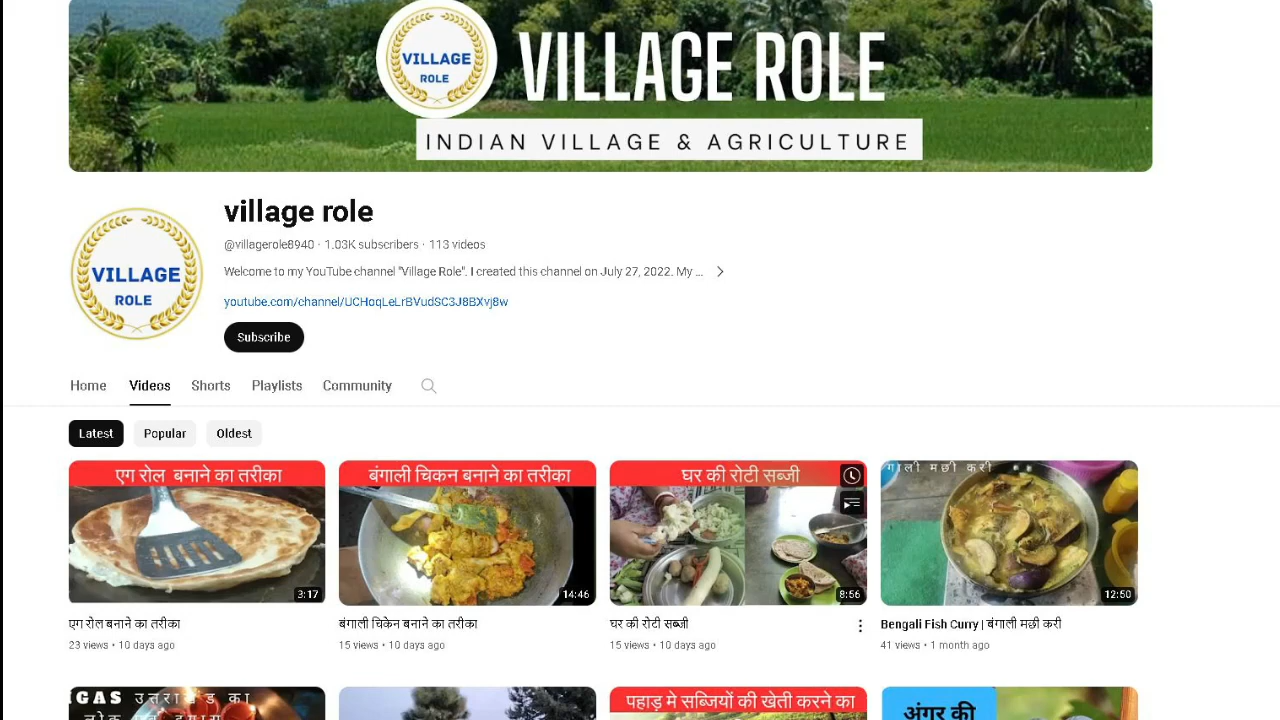 VILLAGE
ROLE
VILLAGE ROLE
INDIAN VILLAGE & AGRICULTURE
VILLAGE
ROLE
village role
@villagerole8940 · 1.03K subscribers · 113 videos
Welcome to my YouTube channel "Village Role". I created this channel on July 27, 2022. My ...
youtube.com/channel/UCHoqLeLrBVudSC3J8BXvj8w
Subscribe
Home Videos Shorts Playlists Community
Latest Popular Oldest
एग रोल बनाने का तरीका
3:17
एग रोल बनाने का तरीका
23 views • 10 days ago
बंगाली चिकन बनाने का तरीका
14:46
बंगाली चिकेन बनाने का तरीका
15 views • 10 days ago
घर की रोटी सब्जी
8:56
घर की रोटी सब्जी
15 views • 10 days ago
गाली मछी करी
12:50
Bengali Fish Curry | बंगाली मछी करी
41 views • 1 month ago
IGAS उत्तराखंड का
पहाड़ मे सब्जियों की खेती करने का
अंगूर की